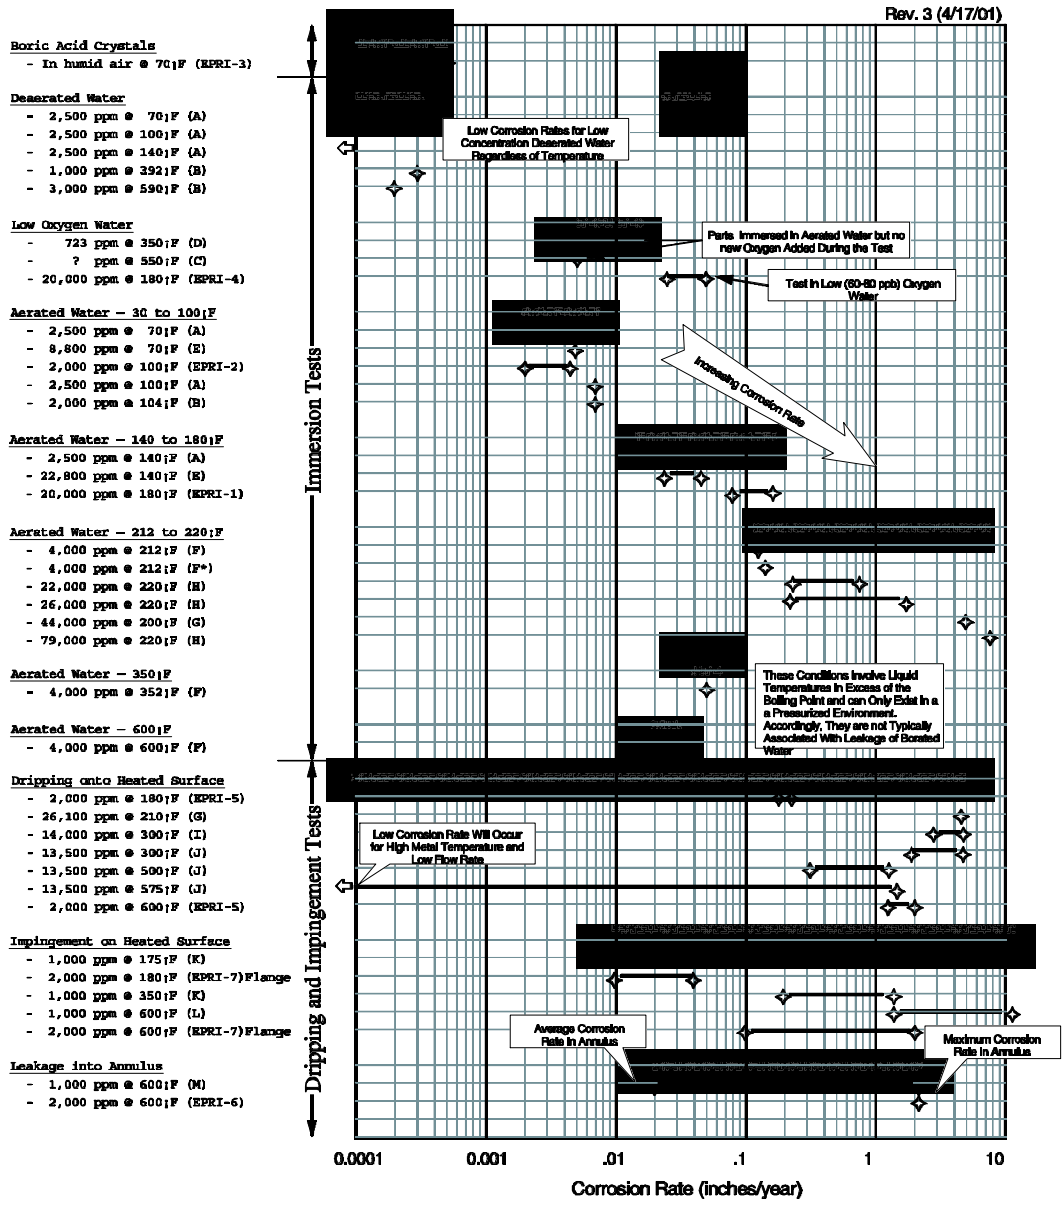 Rev. 3 (4/17/01)
Boric Acid Crystals
- In humid air @ 70¡F (EPRI-3)
Deaerated Water
- 2,500 ppm @ 70¡F (A)
- 2,500 ppm @ 100¡F (A)
- 2,500 ppm @ 140¡F (A)
- 1,000 ppm @ 392¡F (B)
- 3,000 ppm @ 590¡F (B)
Low Oxygen Water
- 723 ppm @ 350¡F (D)
- ? ppm @ 550¡F (C)
- 20,000 ppm @ 180¡F (EPRI-4)
Aerated Water – 30 to 100¡F
- 2,500 ppm @ 70¡F (A)
- 8,800 ppm @ 70¡F (E)
- 2,000 ppm @ 100¡F (EPRI-2)
- 2,500 ppm @ 100¡F (A)
- 2,000 ppm @ 104¡F (B)
Aerated Water – 140 to 180¡F
- 2,500 ppm @ 140¡F (A)
- 22,800 ppm @ 140¡F (E)
- 20,000 ppm @ 180¡F (EPRI-1)
Aerated Water – 212 to 220¡F
- 4,000 ppm @ 212¡F (F)
- 4,000 ppm @ 212¡F (F*)
- 22,000 ppm @ 220¡F (H)
- 26,000 ppm @ 220¡F (H)
- 44,000 ppm @ 200¡F (G)
- 79,000 ppm @ 220¡F (H)
Aerated Water – 350¡F
- 4,000 ppm @ 352¡F (F)
Aerated Water – 600¡F
- 4,000 ppm @ 600¡F (F)
Dripping onto Heated Surface
- 2,000 ppm @ 180¡F (EPRI-5)
- 26,100 ppm @ 210¡F (G)
- 14,000 ppm @ 300¡F (I)
- 13,500 ppm @ 300¡F (J)
- 13,500 ppm @ 500¡F (J)
- 13,500 ppm @ 575¡F (J)
- 2,000 ppm @ 600¡F (EPRI-5)
Impingement on Heated Surface
- 1,000 ppm @ 175¡F (K)
- 2,000 ppm @ 180¡F (EPRI-7)Flange
- 1,000 ppm @ 350¡F (K)
- 1,000 ppm @ 600¡F (L)
- 2,000 ppm @ 600¡F (EPRI-7)Flange
Leakage into Annulus
- 1,000 ppm @ 600¡F (M)
- 2,000 ppm @ 600¡F (EPRI-6)
Immersion Tests
Dripping and Impingement Tests
Low Corrosion Rates for Low
Concentration Deaerated Water
Regardless of Temperature
Parts Immersed in Aerated Water but no
new Oxygen Added During the Test
Test in Low (60-80 ppb) Oxygen
Water
Increasing Corrosion Rate
These Conditions Involve Liquid
Temperatures in Excess of the
Boiling Point and can Only Exist in a
a Pressurized Environment.
Accordingly, They are not Typically
Associated With Leakage of Borated
Water
Low Corrosion Rate Will Occur
for High Metal Temperature and
Low Flow Rate
Average Corrosion
Rate in Annulus
Maximum Corrosion
Rate in Annulus
0.0001 0.001 .01 .1 1 10
Corrosion Rate (inches/year)